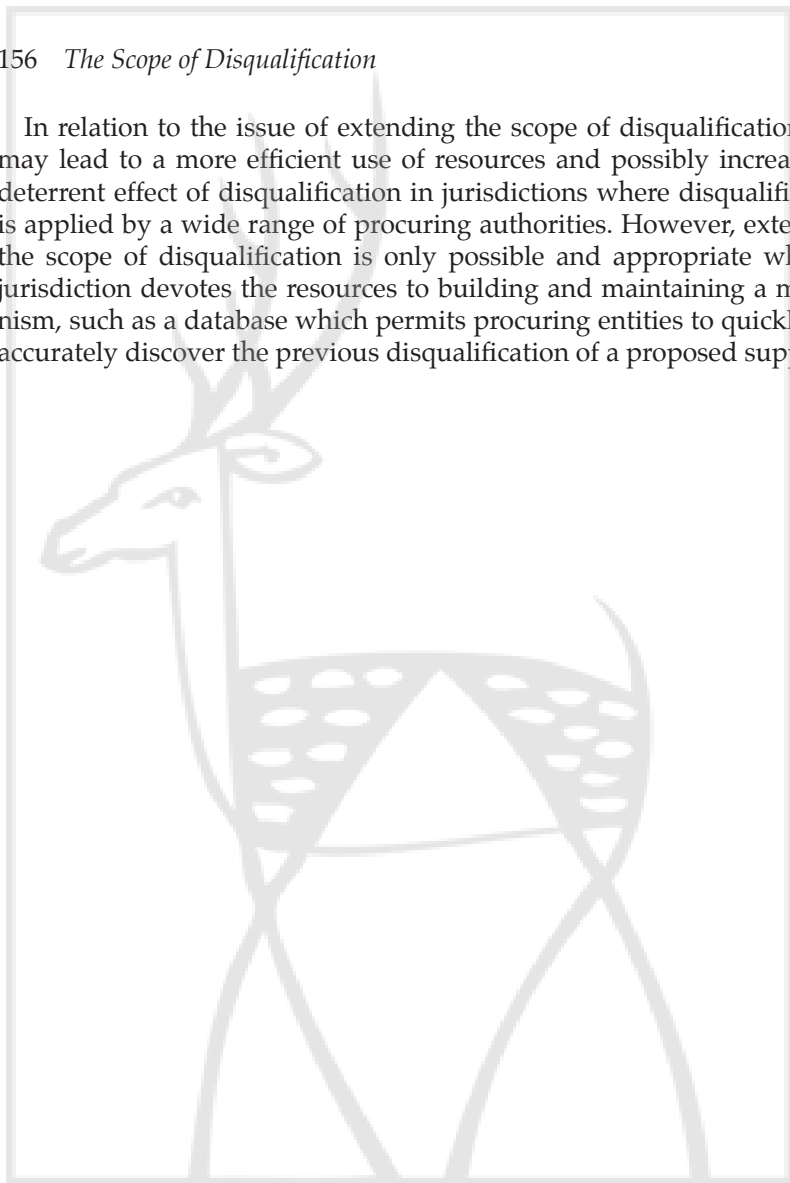 156 The Scope of Disqualification
In relation to the issue of extending the scope of disqualification
may lead to a more efficient use of resources and possibly increa
deterrent effect of disqualification in jurisdictions where disqualifi
is applied by a wide range of procuring authorities. However, exte
the scope of disqualification is only possible and appropriate wh
jurisdiction devotes the resources to building and maintaining a m
nism, such as a database which permits procuring entities to quickl
accurately discover the previous disqualification of a proposed supp